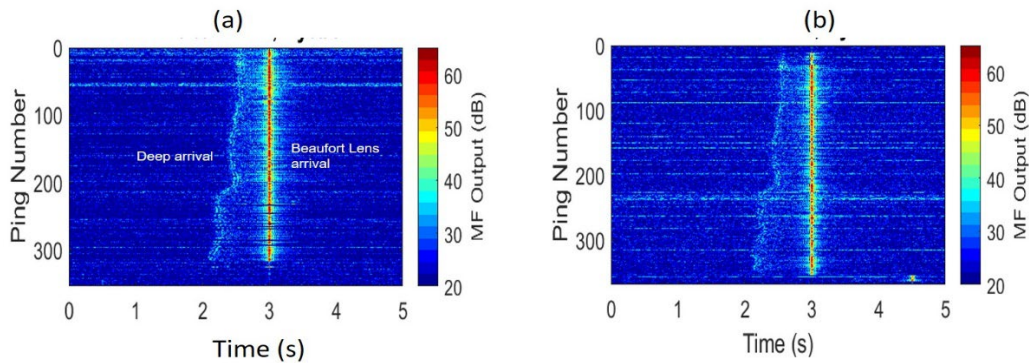 (a)
0
100
200
300
Ping Number
Deep arrival
Beaufort Lens
arrival
0 1 2 3 4 5
Time (s)
60
50
40
30
20
MF Output (dB)
(b)
0
100
200
300
Ping Number
0 1 2 3 4 5
Time (s)
60
50
40
30
20
MF Output (dB)